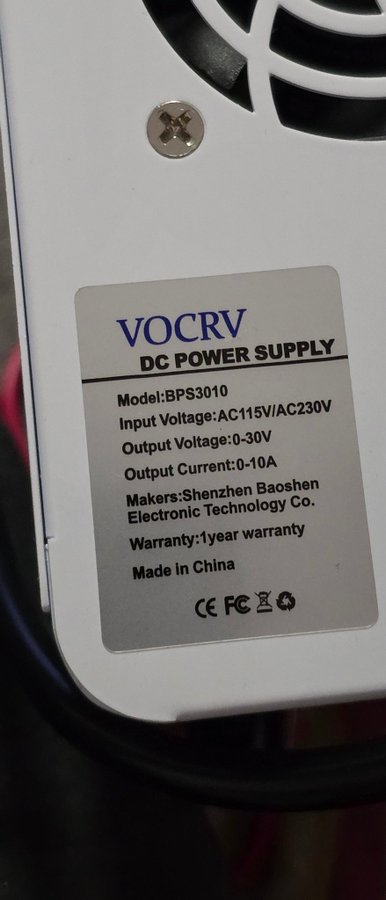 VOCRV
DC POWER SUPPLY
Model:BPS3010
Input Voltage:AC115V/AC230V
Output Voltage:0-30V
Output Current:0-10A
Makers:Shenzhen Baoshen
Electronic Technology Co.
Warranty:1year warranty
Made in China
CE FC